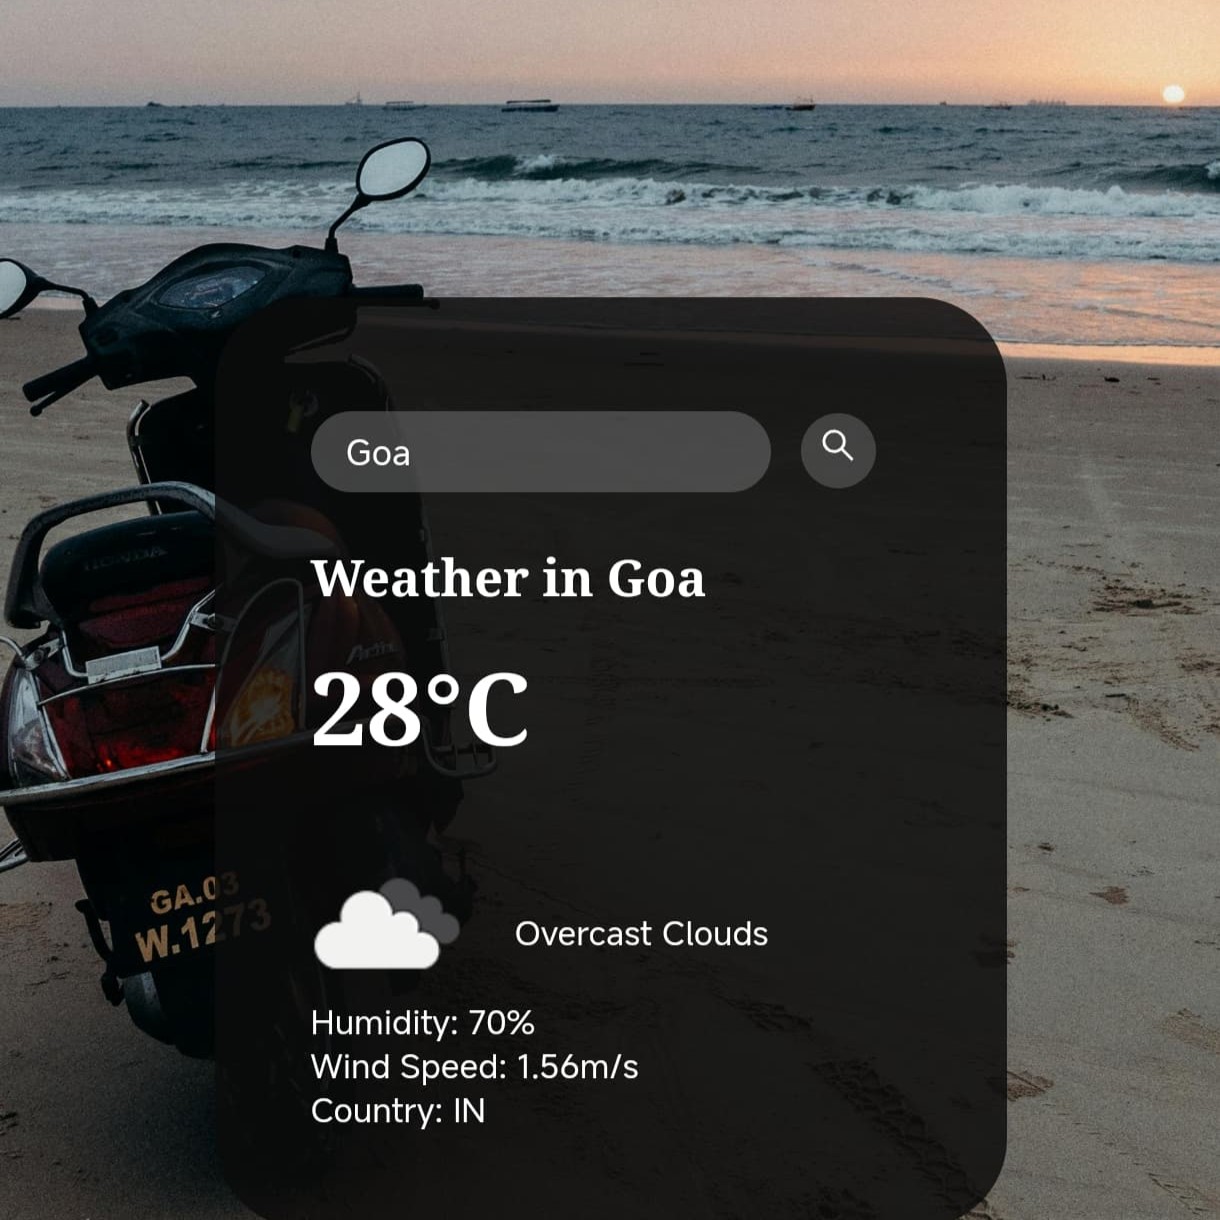 Goa
Weather in Goa
28°C
HONDA
Activa
GA.03
W.1273
Overcast Clouds
Humidity: 70%
Wind Speed: 1.56m/s
Country: IN